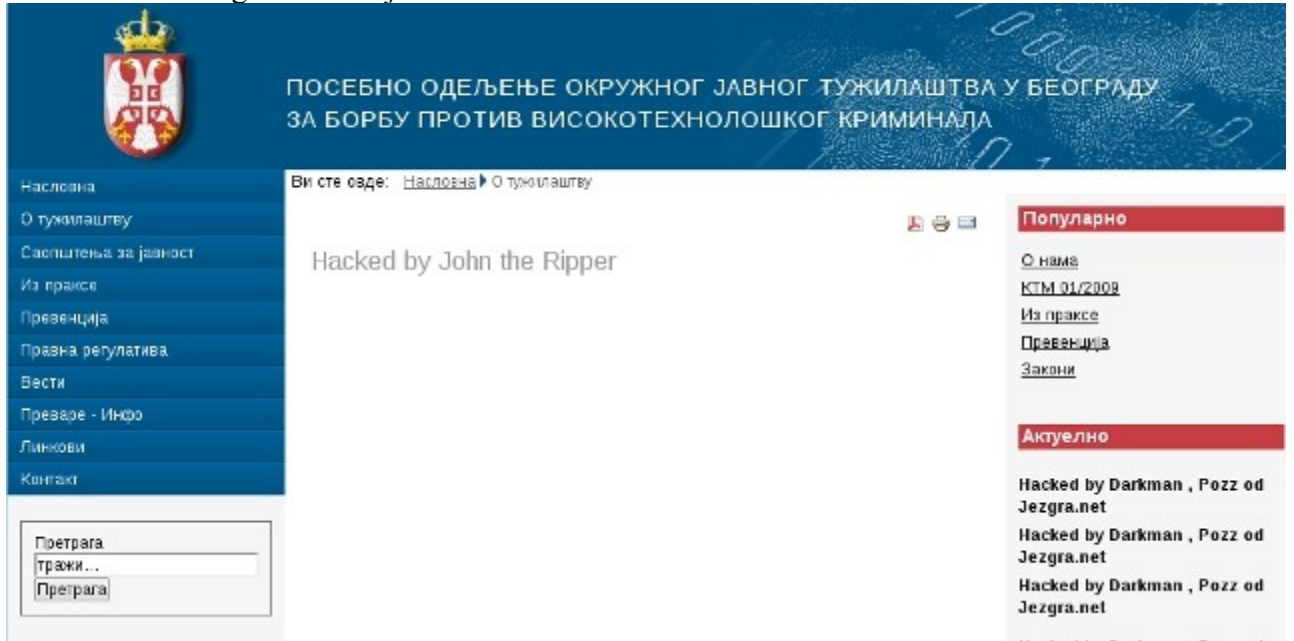 ПОСЕБНО ОДЕЉЕЊЕ ОКРУЖНОГ ЈАВНОГ ТУЖИЛАШТВА У БЕОГРАДУ
ЗА БОРБУ ПРОТИВ ВИСОКОТЕХНОЛОШКОГ КРИМИНАЛА
Насловна
О тужилаштву
Саопштења за јавност
Из праксе
Превенција
Правна регулатива
Вести
Преваре - Инфо
Линкови
Контакт
Претрага
тражи...
Претрага
Ви сте овде: Насловна О тужилаштву
Hacked by John the Ripper
Популарно
О нама
КТМ 01/2009
Из праксе
Превенција
Закони
Актуелно
Hacked by Darkman , Pozz od
Jezgra.net
Hacked by Darkman , Pozz od
Jezgra.net
Hacked by Darkman , Pozz od
Jezgra.net